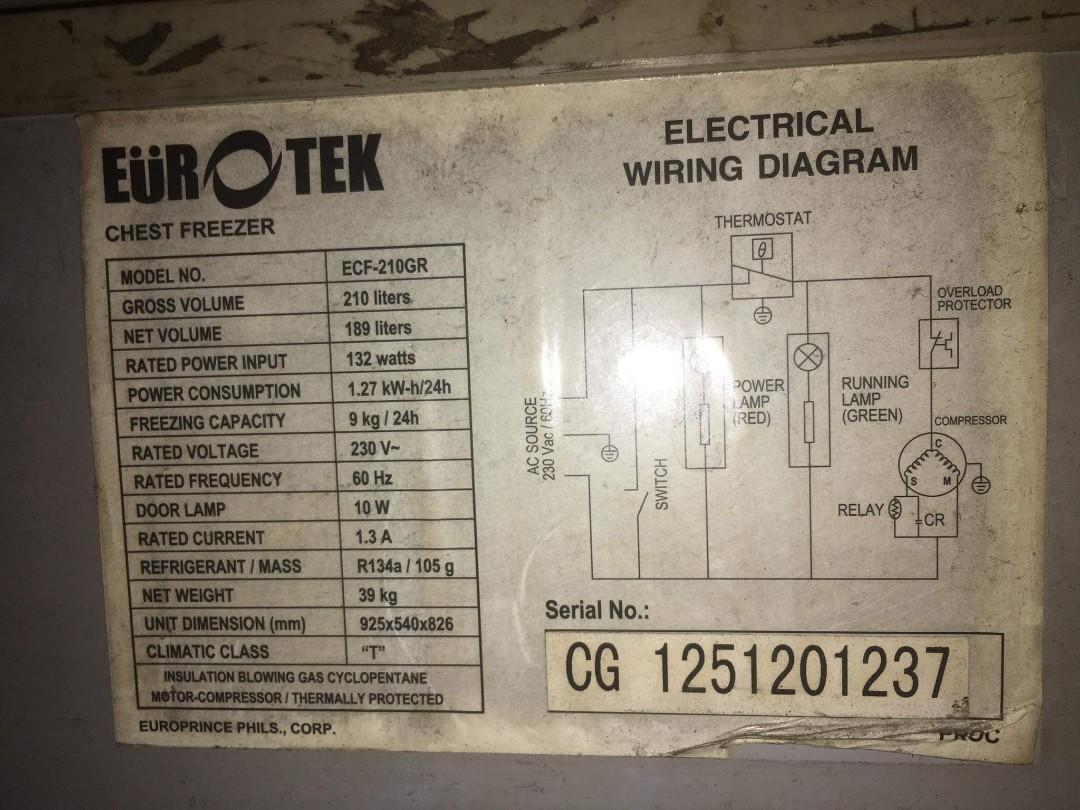 EüROTEK
CHEST FREEZER
MODEL NO. ECF-210GR
GROSS VOLUME 210 liters
NET VOLUME 189 liters
RATED POWER INPUT 132 watts
POWER CONSUMPTION 1.27 kW-h/24h
FREEZING CAPACITY 9 kg / 24h
RATED VOLTAGE 230 V~
RATED FREQUENCY 60 Hz
DOOR LAMP 10 W
RATED CURRENT 1.3 A
REFRIGERANT / MASS R134a / 105 g
NET WEIGHT 39 kg
UNIT DIMENSION (mm) 925x540x826
CLIMATIC CLASS “T”
INSULATION BLOWING GAS CYCLOPENTANE
MOTOR-COMPRESSOR / THERMALLY PROTECTED
EUROPRINCE PHILS., CORP.
ELECTRICAL
WIRING DIAGRAM
THERMOSTAT
θ
OVERLOAD
PROTECTOR
POWER
LAMP
(RED)
RUNNING
LAMP
(GREEN)
COMPRESSOR
C
S M
AC SOURCE
230 Vac / 60Hz
SWITCH
RELAY
CR
Serial No.:
CG 1251201237
PROC